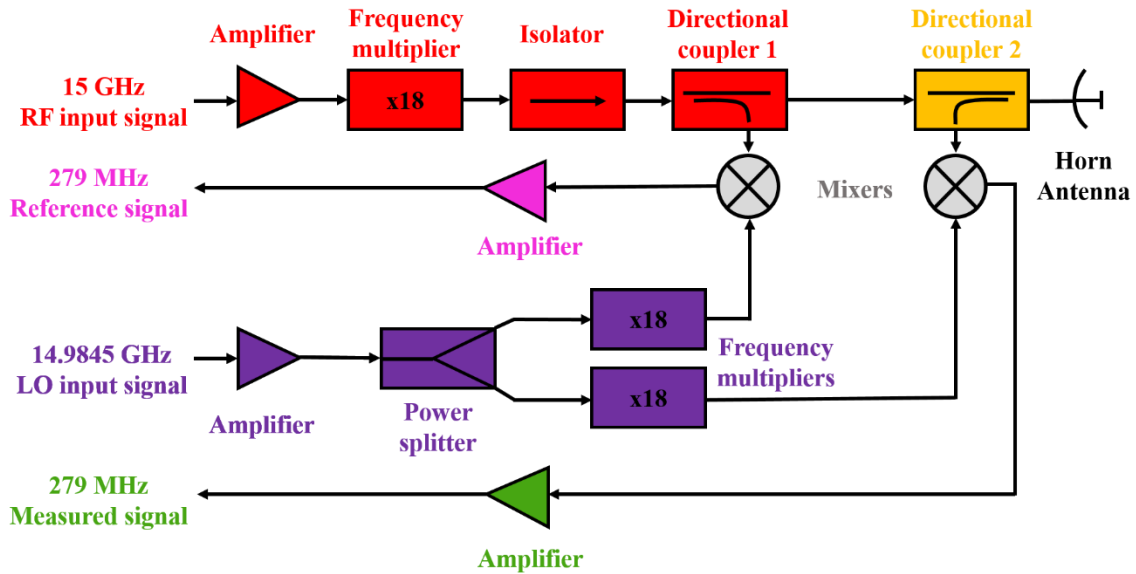 Amplifier
Frequency
multiplier
Isolator
Directional
coupler 1
Directional
coupler 2
15 GHz
RF input signal
x18
Horn
Antenna
279 MHz
Reference signal
Mixers
Amplifier
x18
14.9845 GHz
LO input signal
Frequency
multipliers
x18
Amplifier
Power
splitter
279 MHz
Measured signal
Amplifier